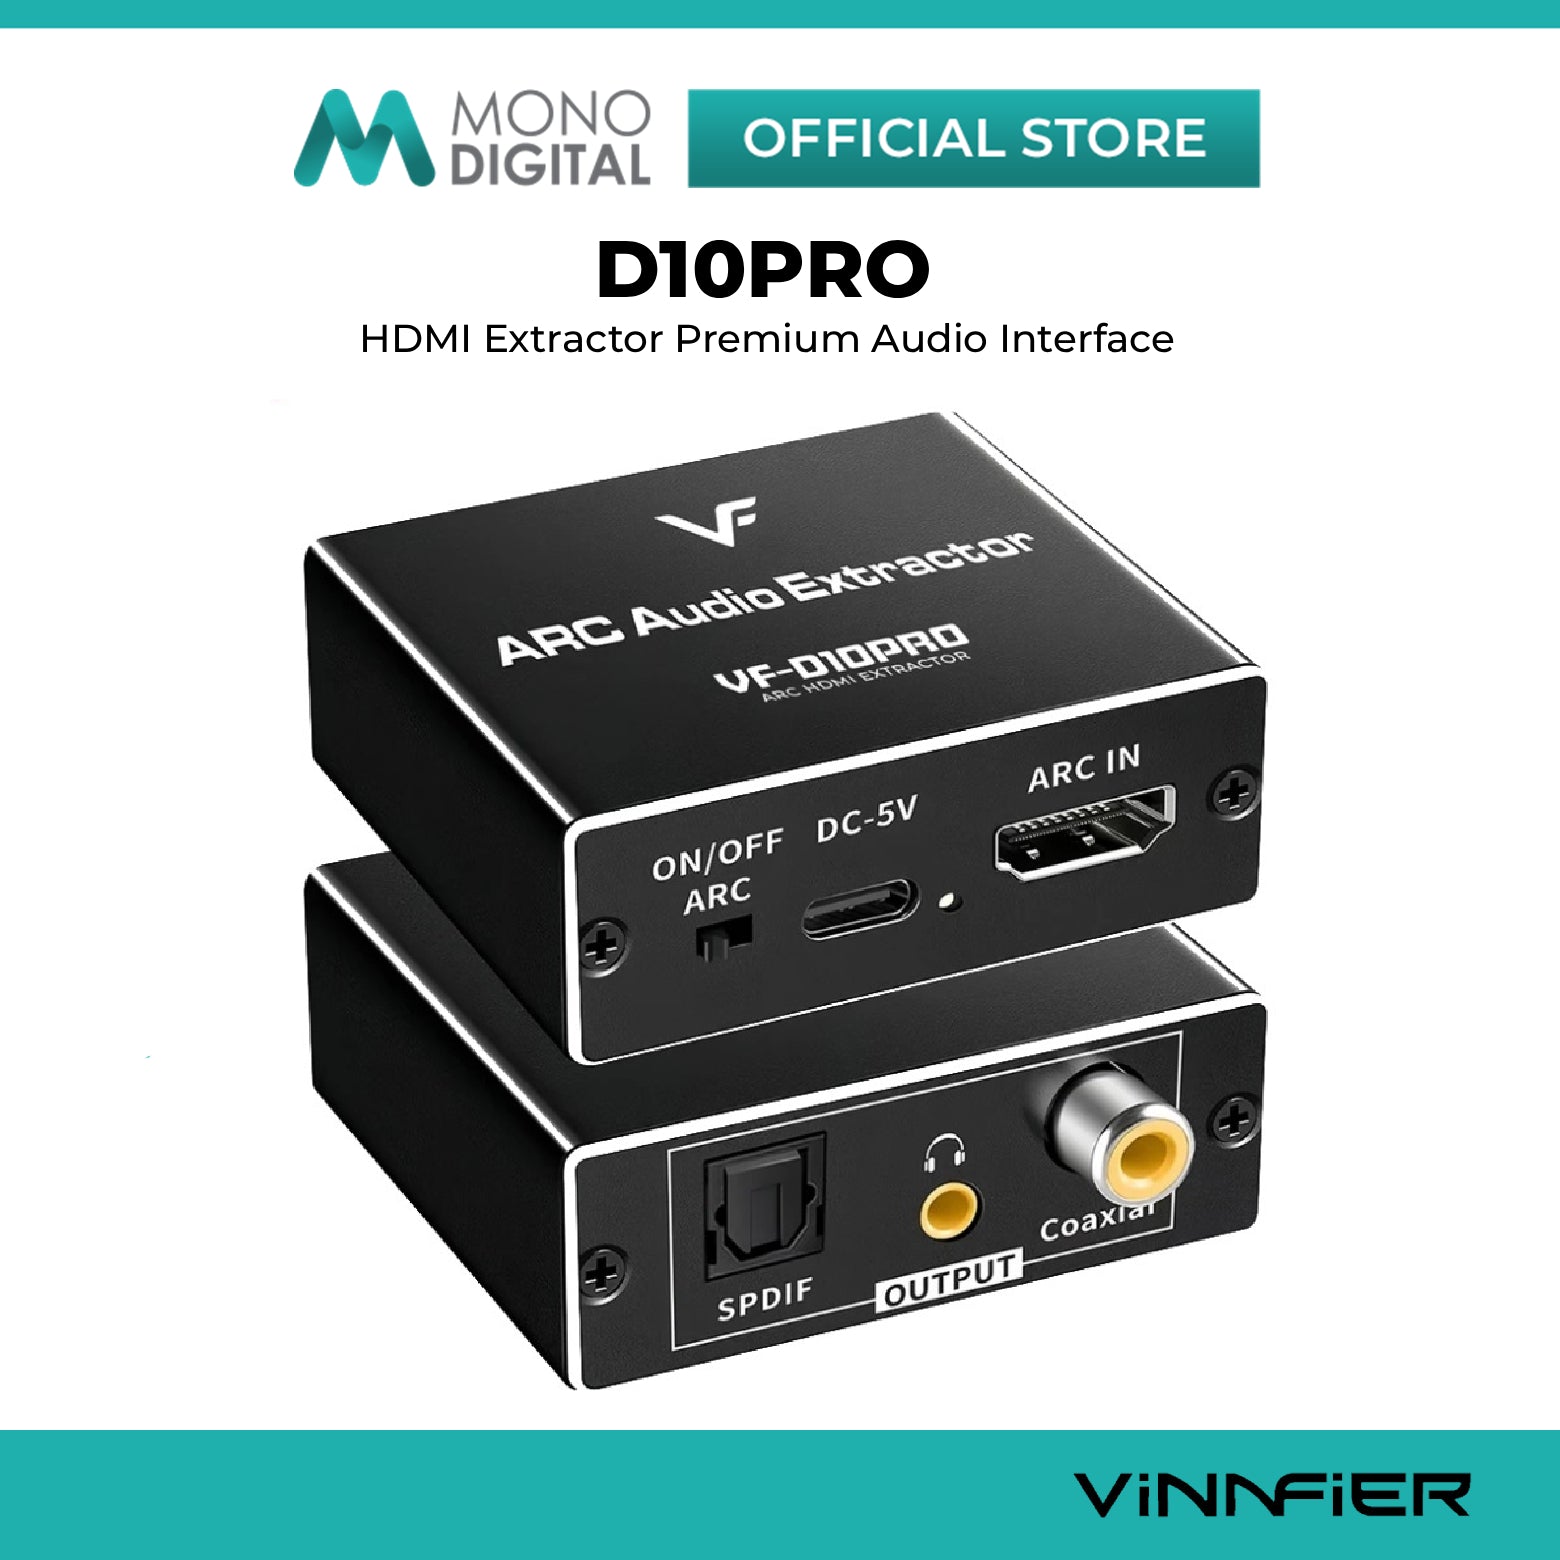 MONO
DIGITAL
OFFICIAL STORE
D10PRO
HDMI Extractor Premium Audio Interface
VF
ARC Audio Extractor
VF-D10PRO
ARC HDMI EXTRACTOR
ARC IN
DC-5V
ON/OFF
ARC
Coaxial
SPDIF
OUTPUT
ViNNFiER